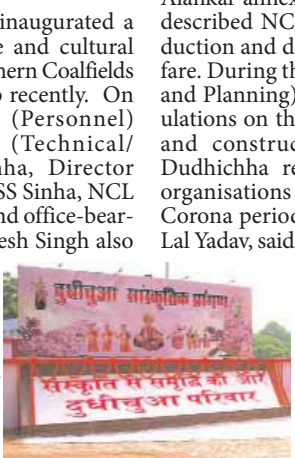 inaugurated a
e and cultural
hern Coalfields
o recently. On
(Personnel)
(Technical/
nha, Director
SS Sinha, NCL
nd office-bear-
esh Singh also
Alankar annex
described NC
duction and d
fare. During th
and Planning)
ulations on th
and construc
Dudhichha re
organisations
Corona period
Lal Yadav, said
दुधीचुआ सांस्कृतिक प्रांगण
संस्कृति से समृद्धि की ओर
दुधीचुआ परिवार